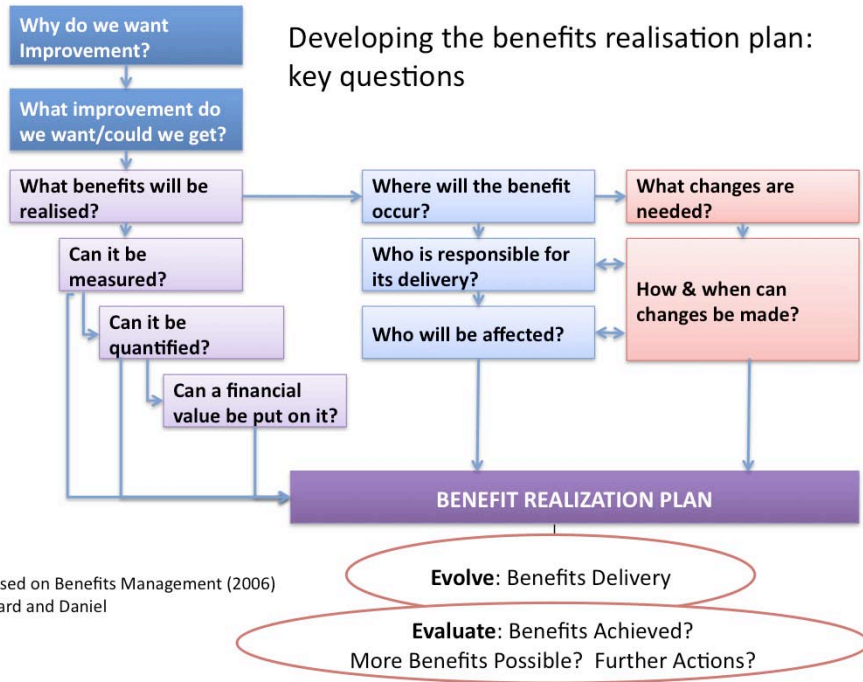 Why do we want
Improvement?
Developing the benefits realisation plan:
key questions
What improvement do
we want/could we get?
What benefits will be
realised?
Where will the benefit
occur?
What changes are
needed?
Can it be
measured?
Who is responsible for
its delivery?
How & when can
changes be made?
Can it be
quantified?
Who will be affected?
Can a financial
value be put on it?
BENEFIT REALIZATION PLAN
Evolve: Benefits Delivery
sed on Benefits Management (2006)
ard and Daniel
Evaluate: Benefits Achieved?
More Benefits Possible? Further Actions?